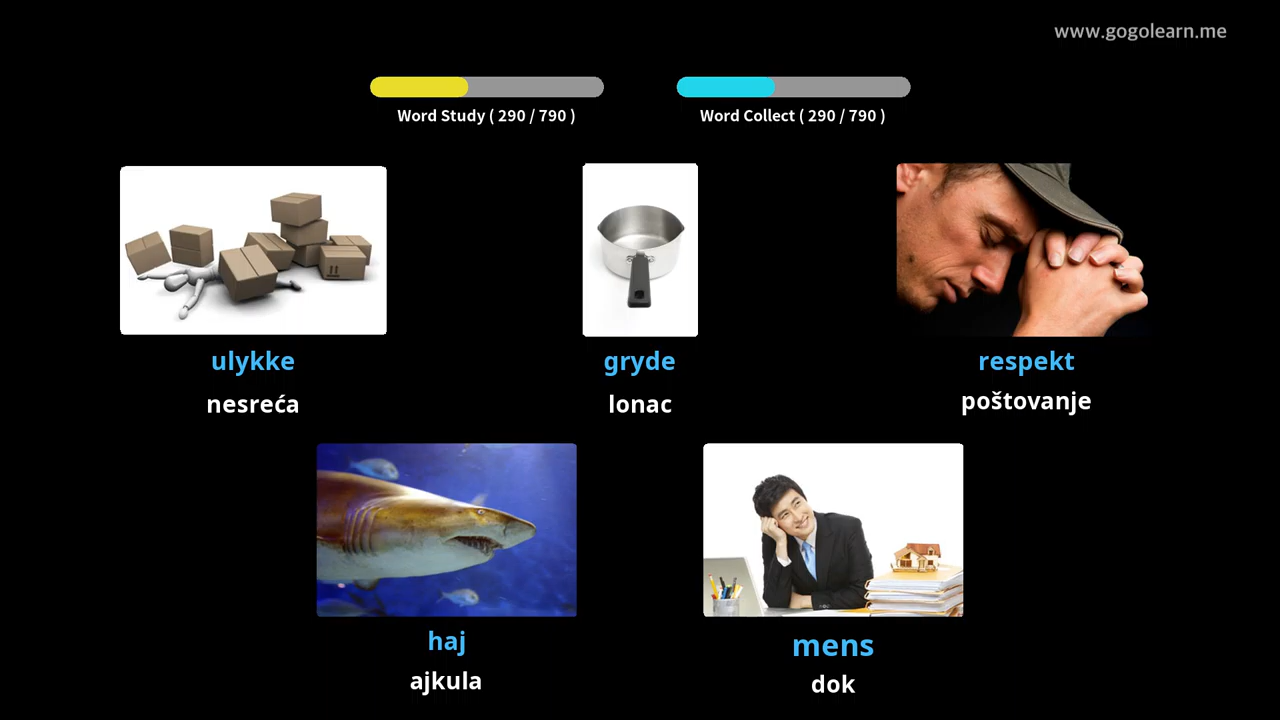 www.gogolearn.me
Word Study ( 290 / 790 )
Word Collect ( 290 / 790 )
ulykke
nesreća
gryde
lonac
respekt
poštovanje
haj
ajkula
mens
dok